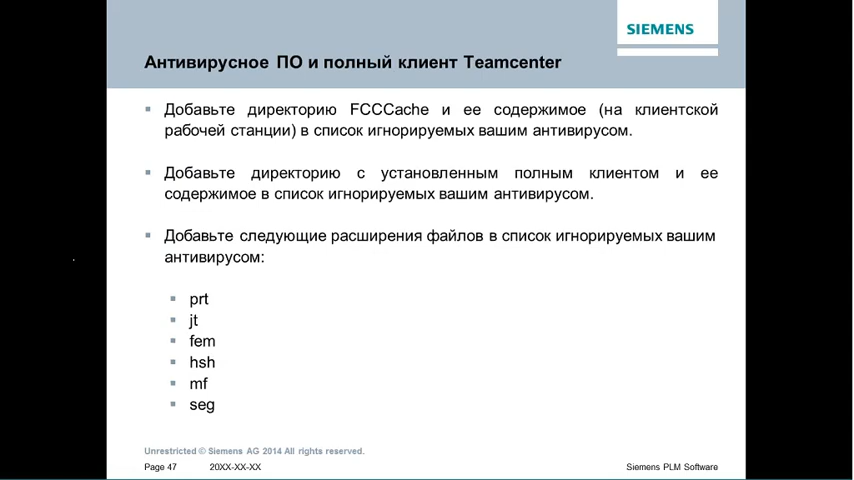 SIEMENS
Антивирусное ПО и полный клиент Teamcenter
Добавьте директорию FCCCache и ее содержимое (на клиентской
рабочей станции) в список игнорируемых вашим антивирусом.
Добавьте директорию с установленным полным клиентом и ее
содержимое в список игнорируемых вашим антивирусом.
Добавьте следующие расширения файлов в список игнорируемых вашим
антивирусом:
prt
jt
fem
hsh
mf
seg
Unrestricted © Siemens AG 2014 All rights reserved.
Page 47 20XX-XX-XX Siemens PLM Software